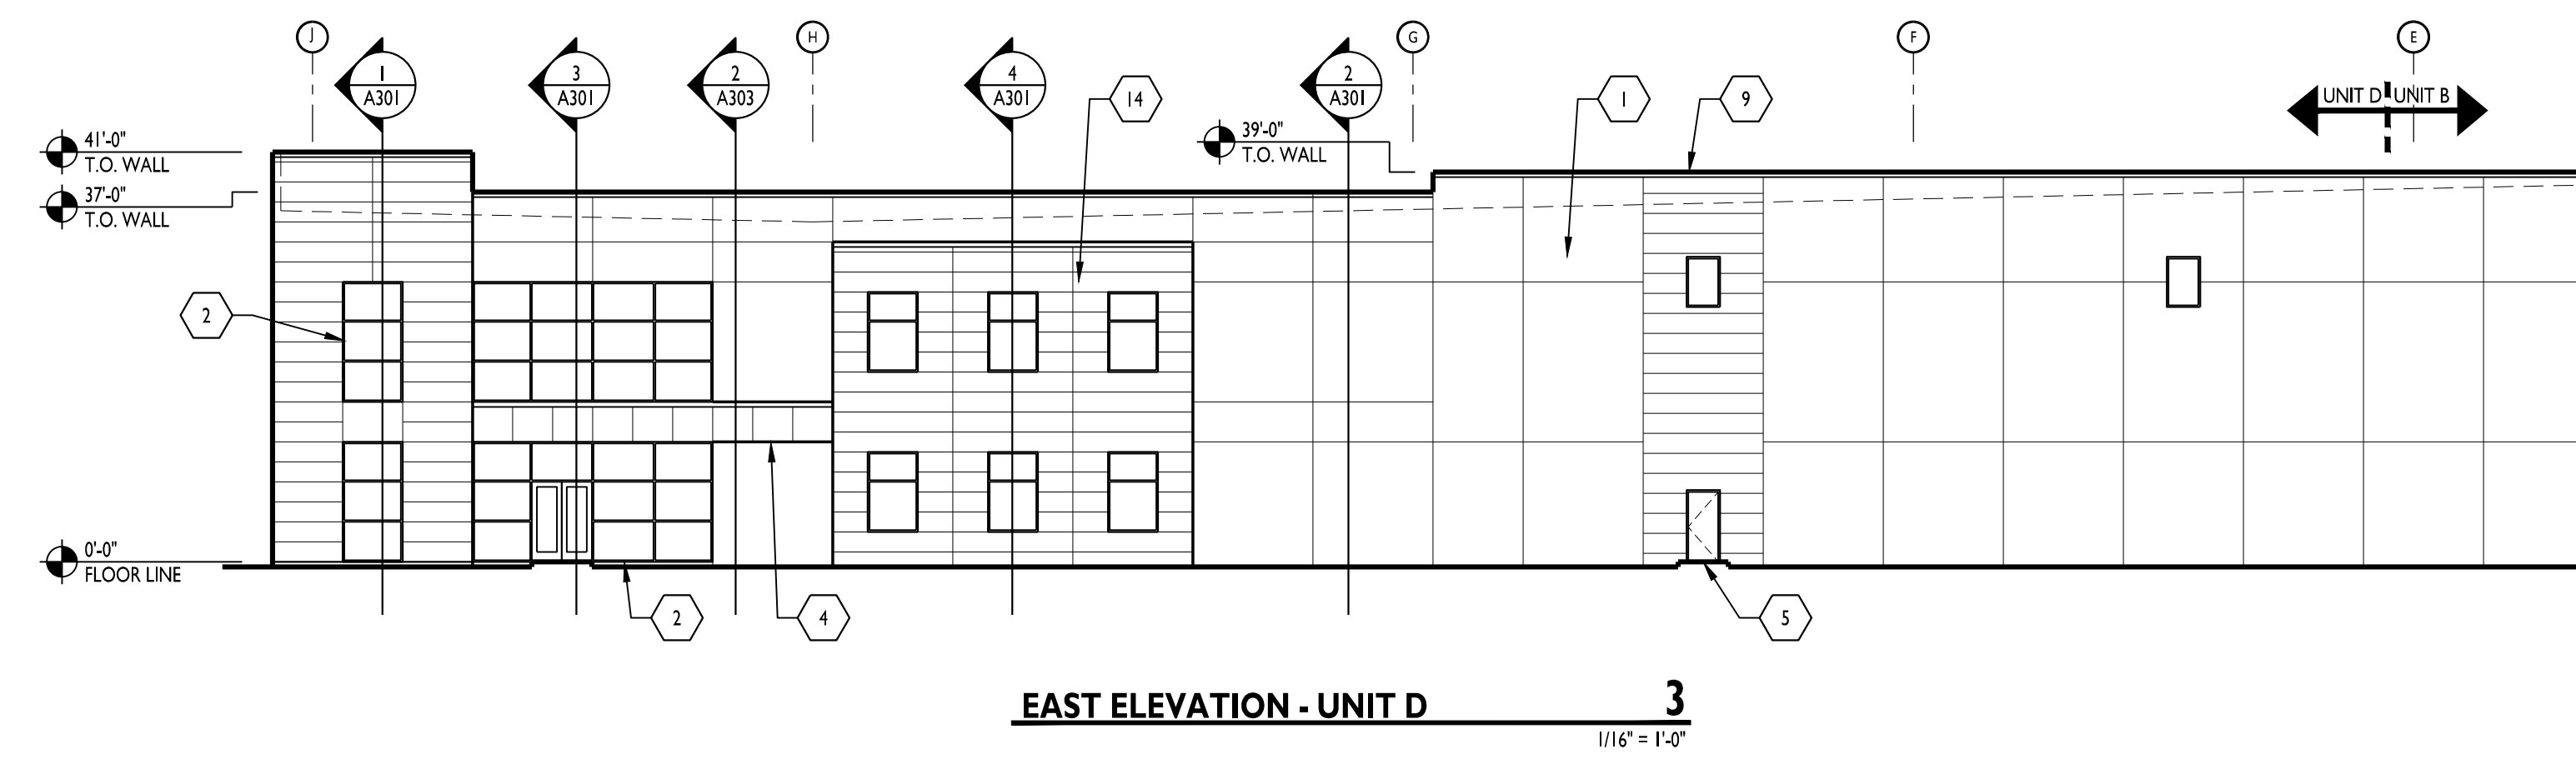 J
H
G
F
E
1
A301
3
A301
2
A303
4
A301
2
A301
14
1
9
UNIT D
UNIT B
41'-0"
T.O. WALL
37'-0"
T.O. WALL
39'-0"
T.O. WALL
2
0'-0"
FLOOR LINE
2
4
5
EAST ELEVATION - UNIT D
3
1/16" = 1'-0"